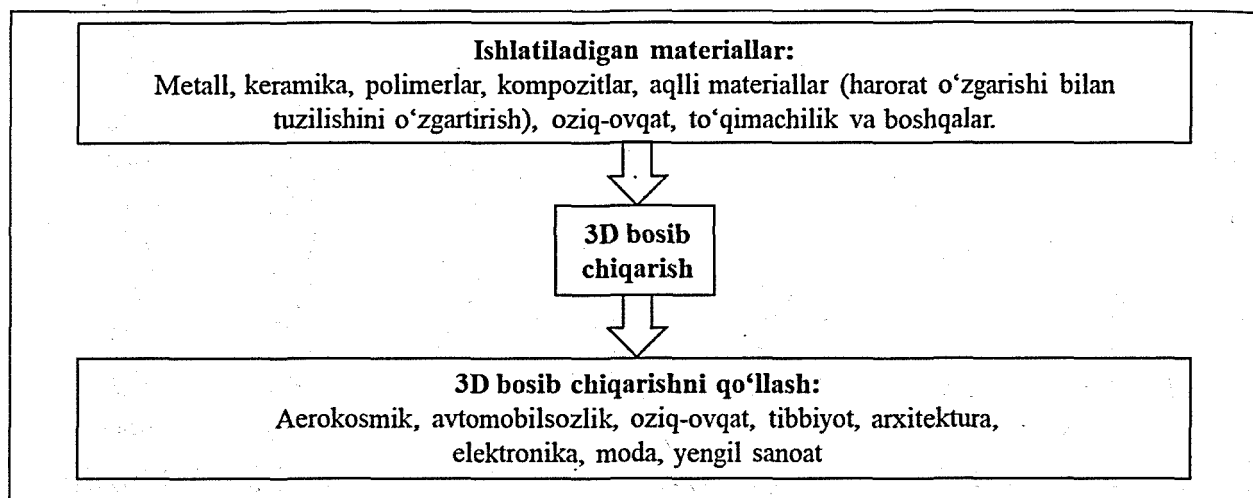 Ishlatiladigan materiallar:
Metall, keramika, polimerlar, kompozitlar, aqlli materiallar (harorat o‘zgarishi bilan
tuzilishini o‘zgartirish), oziq-ovqat, to‘qimachilik va boshqalar.
3D bosib
chiqarish
3D bosib chiqarishni qo‘llash:
Aerokosmik, avtomobilsozlik, oziq-ovqat, tibbiyot, arxitektura,
elektronika, moda, yengil sanoat